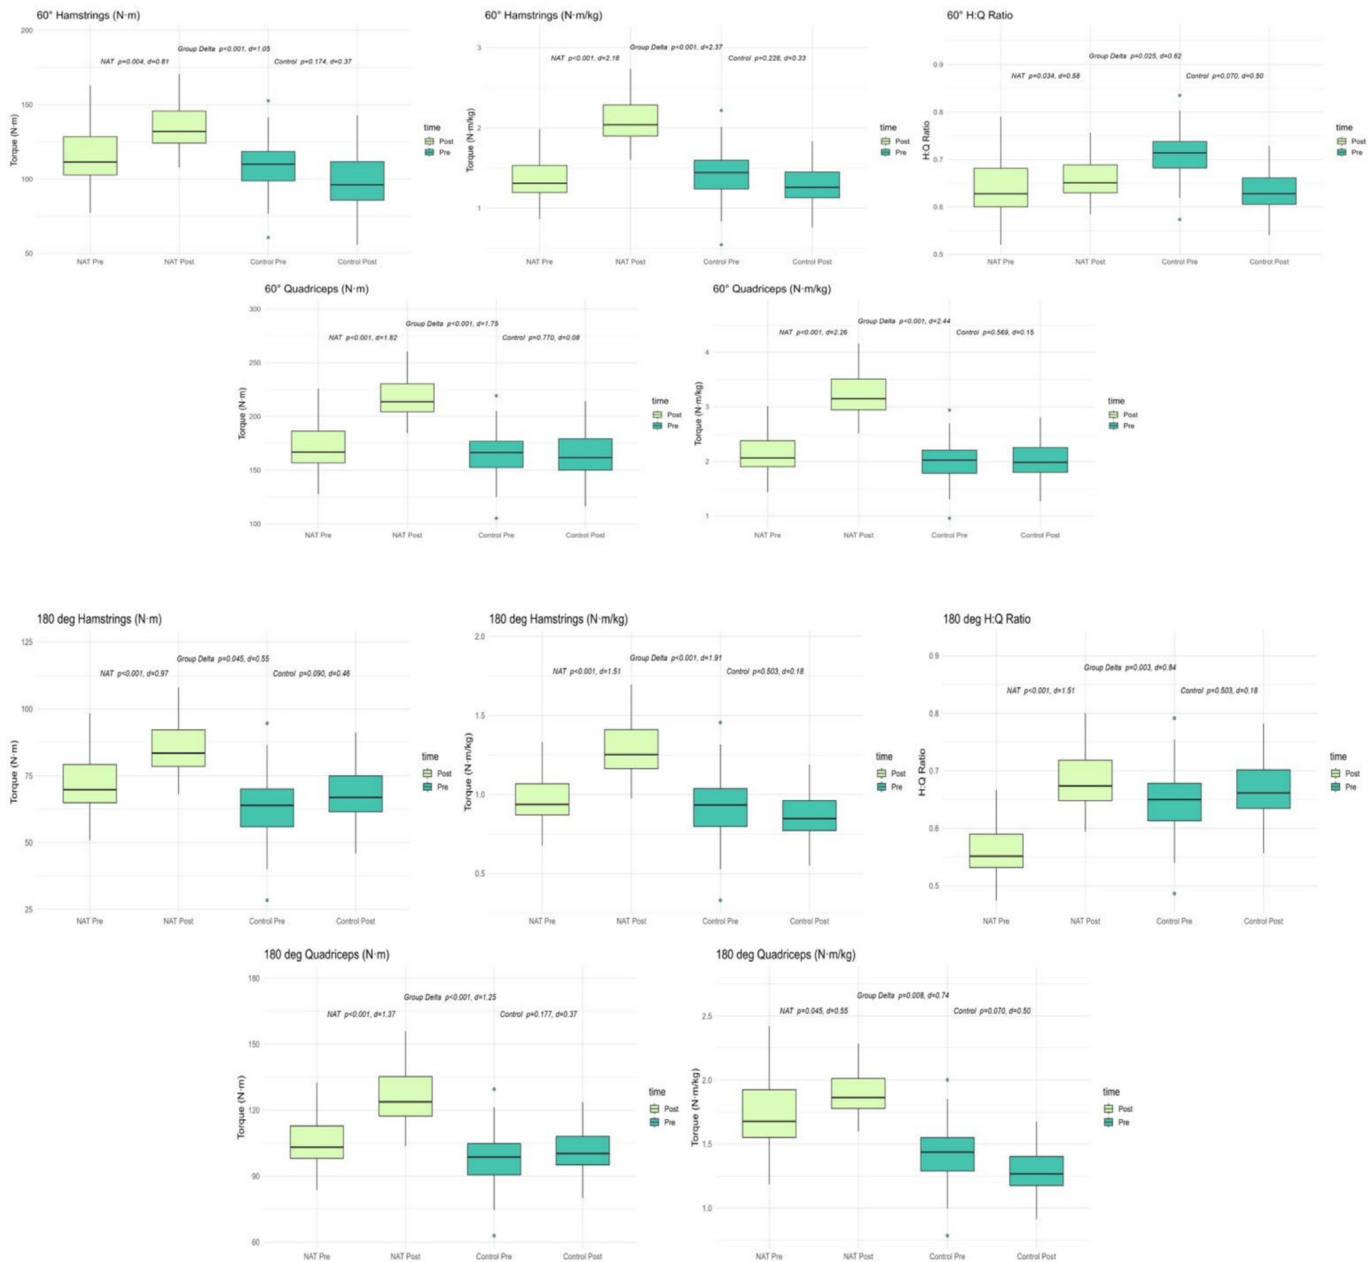 60° Hamstrings (N·m)
Group Delta p<0.001, d=1.05
NAT p=0.004, d=0.81
Control p=0.174, d=0.37
Torque (N·m)
200
150
100
50
NAT Pre
NAT Post
Control Pre
Control Post
time
Post
Pre
60° Hamstrings (N·m/kg)
Group Delta p<0.001, d=2.37
NAT p<0.001, d=2.18
Control p=0.228, d=0.33
Torque (N·m/kg)
3
2
1
NAT Pre
NAT Post
Control Pre
Control Post
time
Post
Pre
60° H:Q Ratio
Group Delta p=0.025, d=0.62
NAT p=0.034, d=0.58
Control p=0.070, d=0.50
H:Q Ratio
0.9
0.8
0.7
0.6
0.5
NAT Pre
NAT Post
Control Pre
Control Post
time
Post
Pre
60° Quadriceps (N·m)
Group Delta p<0.001, d=1.75
NAT p<0.001, d=1.82
Control p=0.770, d=0.08
Torque (N·m)
300
250
200
150
100
NAT Pre
NAT Post
Control Pre
Control Post
time
Post
Pre
60° Quadriceps (N·m/kg)
Group Delta p<0.001, d=2.44
NAT p<0.001, d=2.26
Control p=0.569, d=0.15
Torque (N·m/kg)
4
3
2
1
NAT Pre
NAT Post
Control Pre
Control Post
time
Post
Pre
180 deg Hamstrings (N·m)
Group Delta p=0.045, d=0.55
NAT p<0.001, d=0.97
Control p=0.090, d=0.46
Torque (N·m)
125
100
75
50
25
NAT Pre
NAT Post
Control Pre
Control Post
time
Post
Pre
180 deg Hamstrings (N·m/kg)
Group Delta p<0.001, d=1.91
NAT p<0.001, d=1.51
Control p=0.503, d=0.18
Torque (N·m/kg)
2.0
1.5
1.0
0.5
NAT Pre
NAT Post
Control Pre
Control Post
time
Post
Pre
180 deg H:Q Ratio
Group Delta p=0.003, d=0.84
NAT p<0.001, d=1.51
Control p=0.503, d=0.18
H:Q Ratio
0.9
0.8
0.7
0.6
0.5
NAT Pre
NAT Post
Control Pre
Control Post
time
Post
Pre
180 deg Quadriceps (N·m)
Group Delta p<0.001, d=1.25
NAT p<0.001, d=1.37
Control p=0.177, d=0.37
Torque (N·m)
180
150
120
90
60
NAT Pre
NAT Post
Control Pre
Control Post
time
Post
Pre
180 deg Quadriceps (N·m/kg)
Group Delta p=0.008, d=0.74
NAT p=0.045, d=0.55
Control p=0.070, d=0.50
Torque (N·m/kg)
2.5
2.0
1.5
1.0
NAT Pre
NAT Post
Control Pre
Control Post
time
Post
Pre